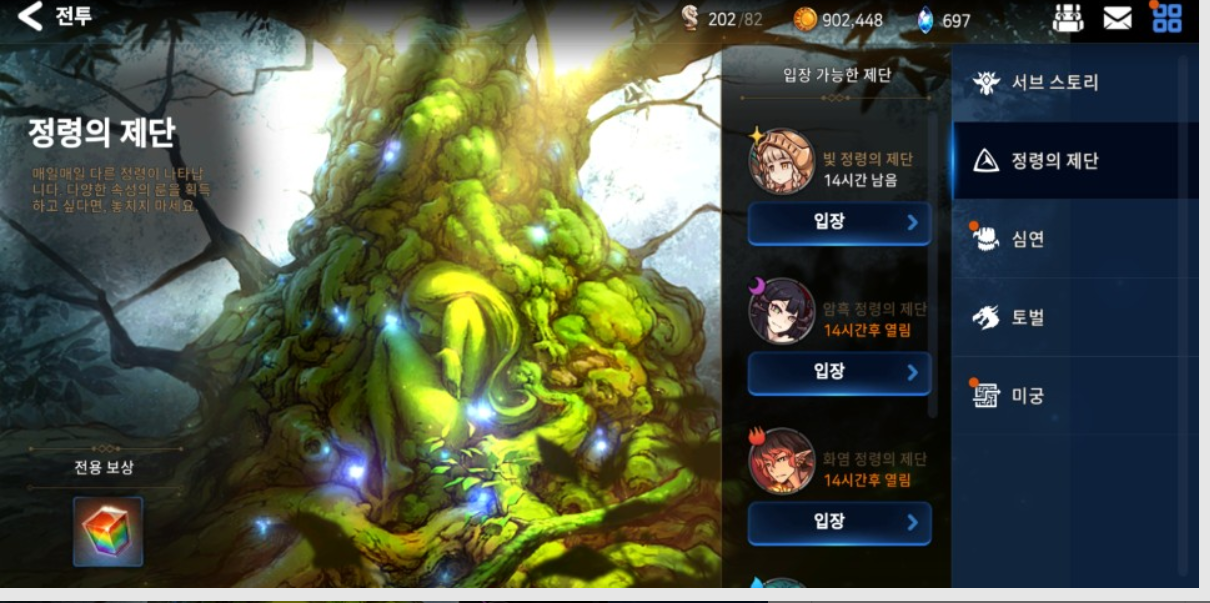 전투
202/82
902,448
697
정령의 제단
매일매일 다른 정령이 나타납
니다. 다양한 속성의 룬을 획득
하고 싶다면, 놓치지 마세요.
전용 보상
입장 가능한 제단
빛 정령의 제단
14시간 남음
입장
암흑 정령의 제단
14시간후 열림
입장
화염 정령의 제단
14시간후 열림
입장
서브 스토리
정령의 제단
심연
토벌
미궁